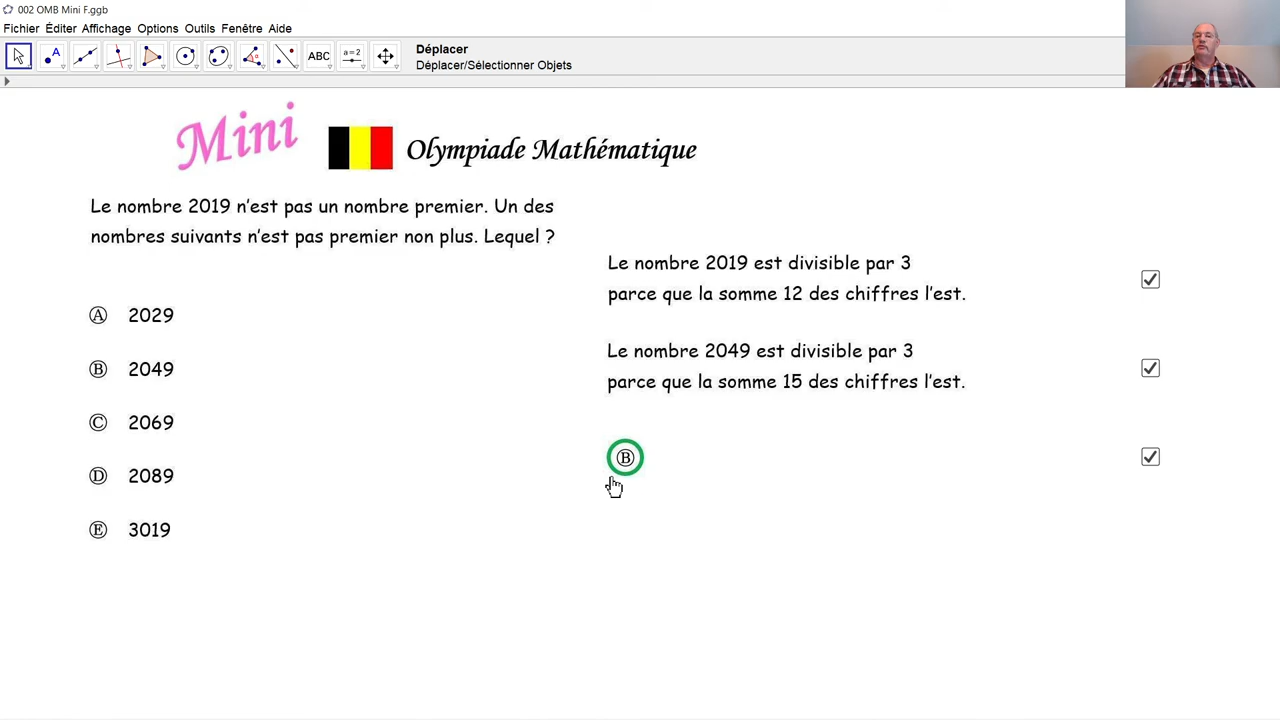 002 OMB Mini F.ggb
Fichier Éditer Affichage Options Outils Fenêtre Aide
A ABC a=2 Déplacer
Déplacer/Sélectionner Objets
Mini
Olympiade Mathématique
Le nombre 2019 n'est pas un nombre premier. Un des
nombres suivants n'est pas premier non plus. Lequel ?
Ⓐ 2029
Ⓑ 2049
Ⓒ 2069
Ⓓ 2089
Ⓔ 3019
Le nombre 2019 est divisible par 3
parce que la somme 12 des chiffres l'est.
Le nombre 2049 est divisible par 3
parce que la somme 15 des chiffres l'est.
Ⓑ